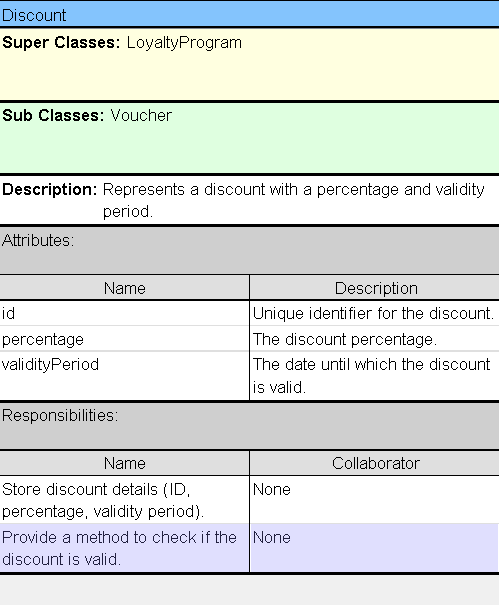 Discount
Super Classes: LoyaltyProgram
Sub Classes: Voucher
Description: Represents a discount with a percentage and validity
period.
Attributes:
Name Description
id Unique identifier for the discount.
percentage The discount percentage.
validityPeriod The date until which the discount
is valid.
Responsibilities:
Name Collaborator
Store discount details (ID, None
percentage, validity period).
Provide a method to check if the None
discount is valid.